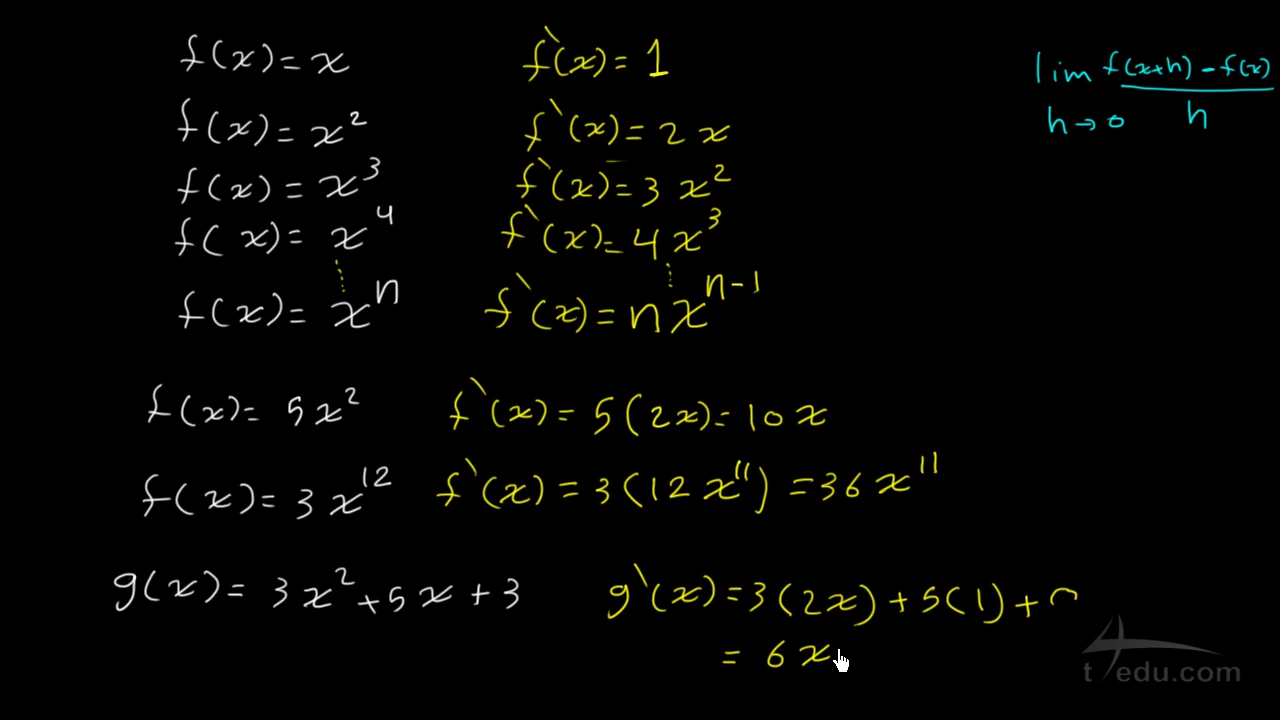 f(x) = x f`(x) = 1
lim f(x+h) - f(x)
h → 0 h
f(x) = x² f`(x) = 2x
f(x) = x³ f`(x) = 3x²
f(x) = x⁴ f`(x) = 4x³
f(x) = xⁿ f`(x) = nxⁿ⁻¹
f(x) = 5x² f`(x) = 5(2x) = 10x
f(x) = 3x¹² f`(x) = 3(12x¹¹) = 36x¹¹
g(x) = 3x² + 5x + 3 g`(x) = 3(2x) + 5(1) +
= 6x
t4edu.com